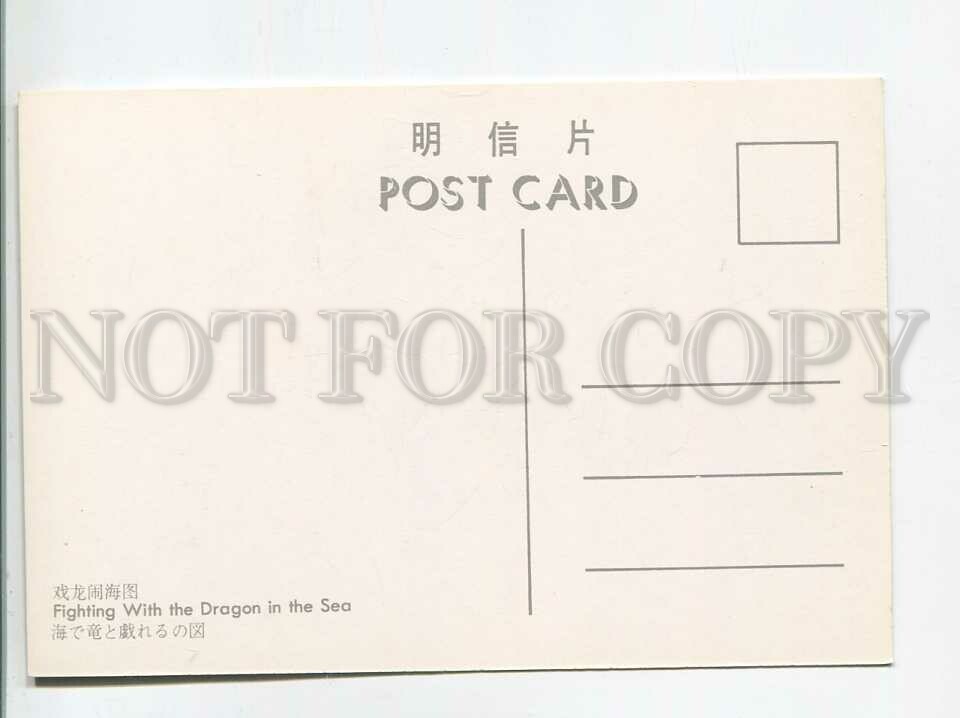 明信片
POST CARD
NOT FOR COPY
戏龙闹海图
Fighting With the Dragon in the Sea
海で竜と戯れるの図